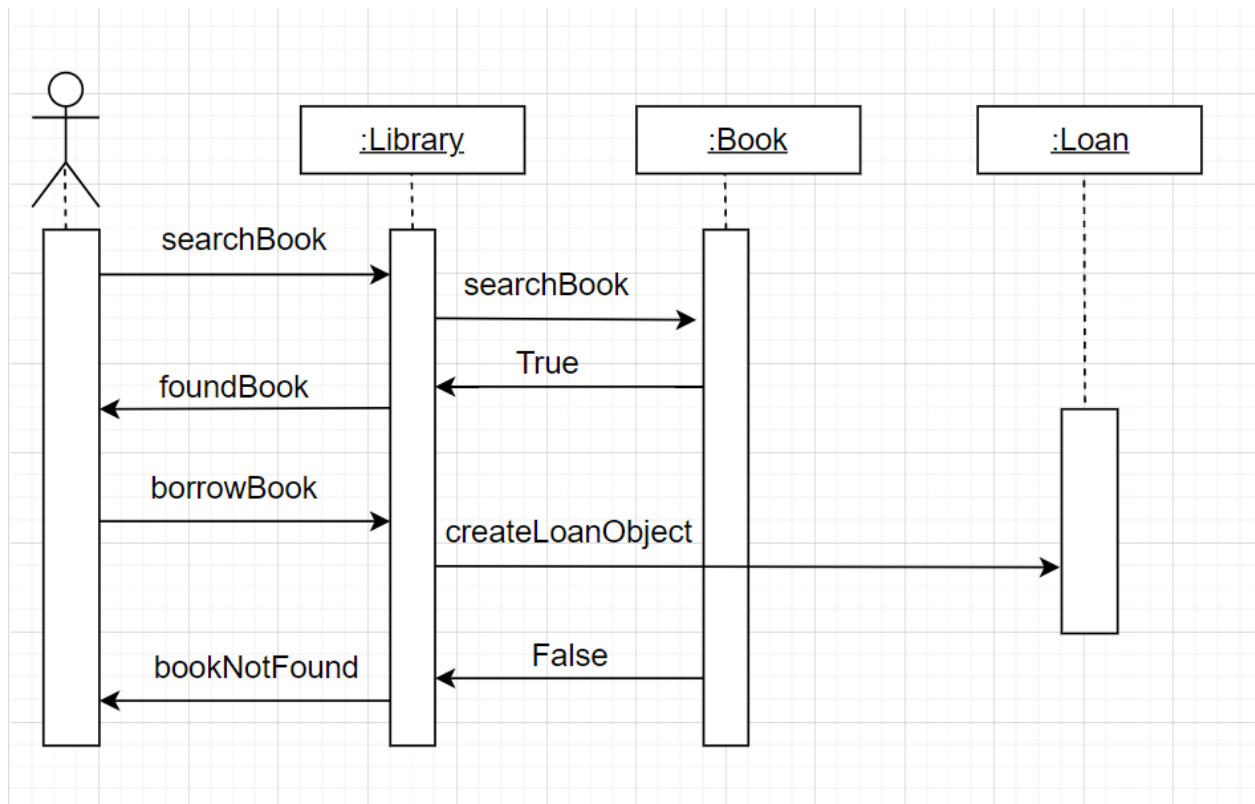 :Library
:Book
:Loan
searchBook
searchBook
True
foundBook
borrowBook
createLoanObject
False
bookNotFound